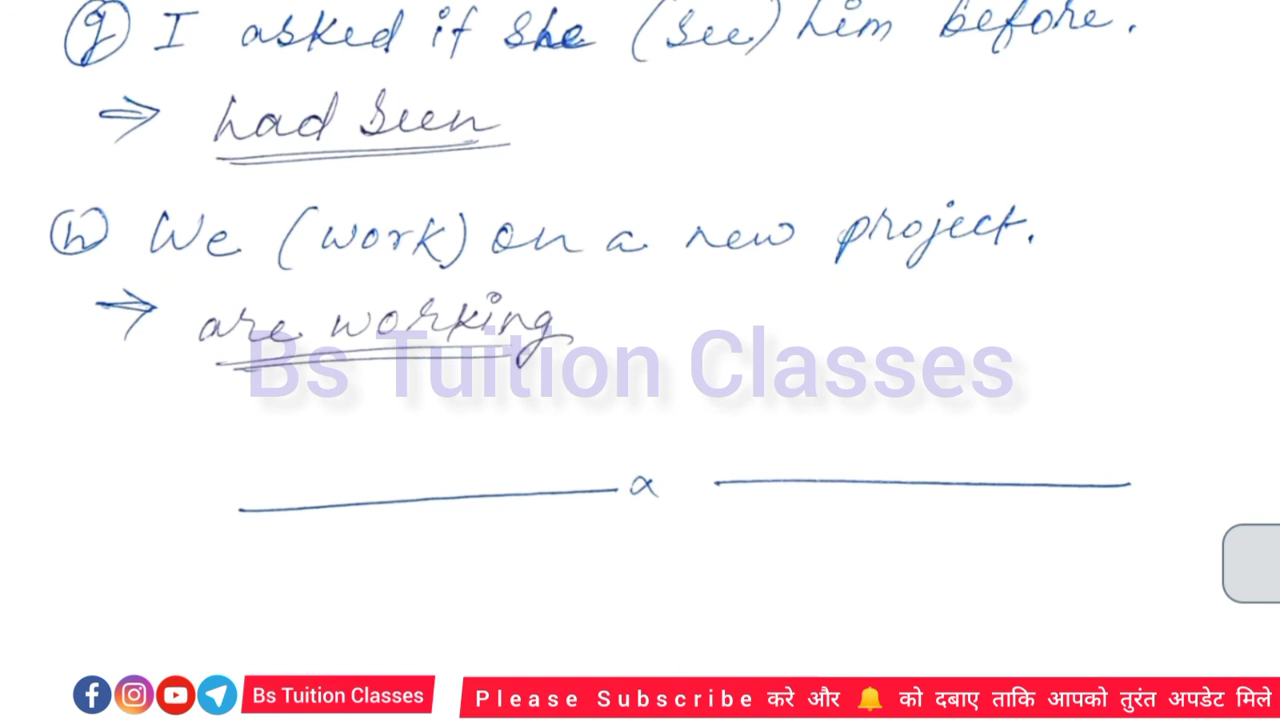 (g) I asked if she (see) him before.
⇒ had seen
(h) We (work) on a new project.
→ are working
Bs Tuition Classes
Bs Tuition Classes
Please Subscribe करे और 🔔 को दबाए ताकि आपको तुरंत अपडेट मिले